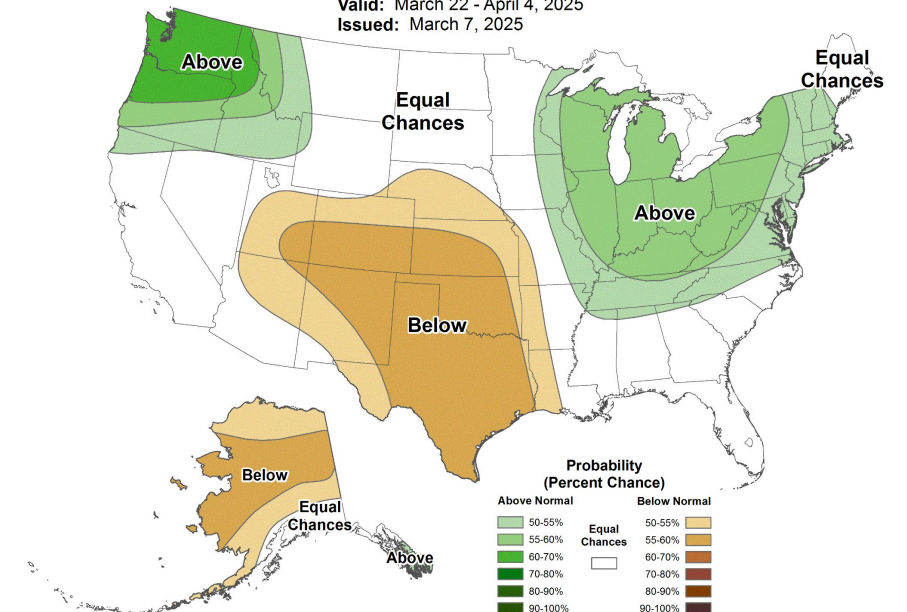 Valid: March 22 - April 4, 2025
Issued: March 7, 2025
Above
Equal
Chances
Equal
Chances
Above
Below
Below
Equal
Chances
Above
Probability
(Percent Chance)
Above Normal
Below Normal
50-55%
55-60%
60-70%
70-80%
80-90%
90-100%
Equal
Chances
50-55%
55-60%
60-70%
70-80%
80-90%
90-100%